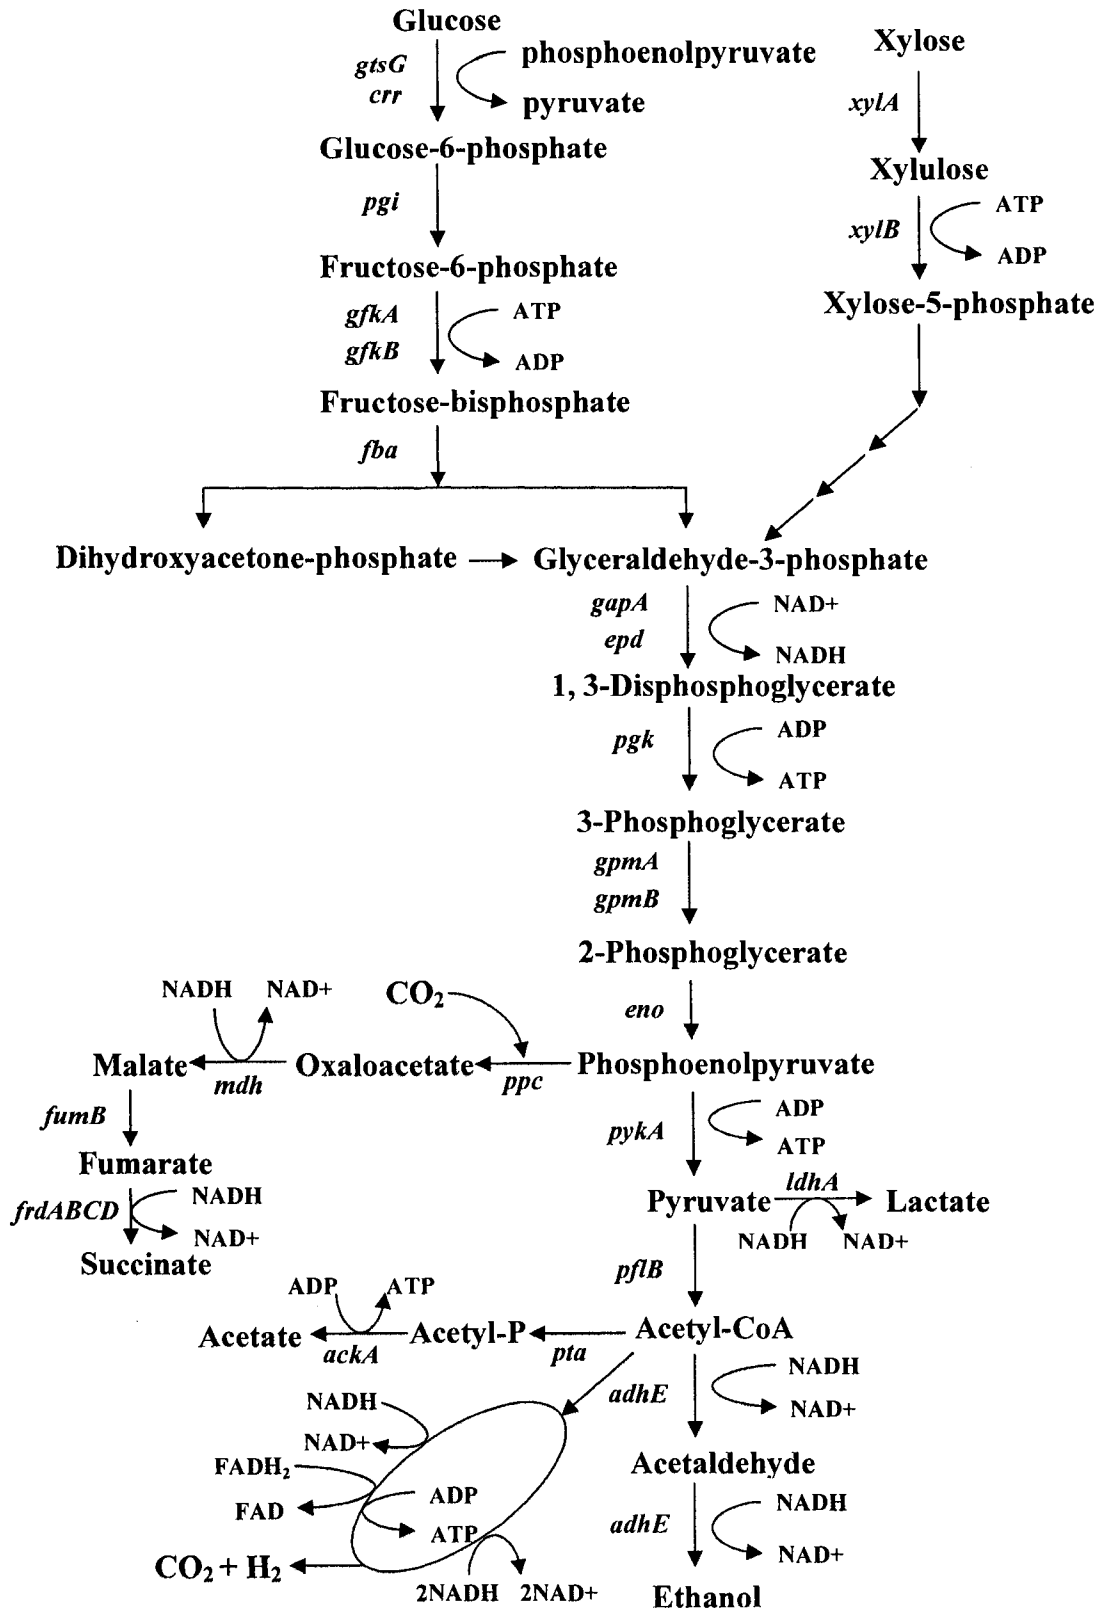 Glucose
gtsG
crr
phosphoenolpyruvate
pyruvate
Glucose-6-phosphate
pgi
Fructose-6-phosphate
gfkA
gfkB
ATP
ADP
Fructose-bisphosphate
fba
Xylose
xylA
Xylulose
xylB
ATP
ADP
Xylose-5-phosphate
Dihydroxyacetone-phosphate
Glyceraldehyde-3-phosphate
gapA
epd
NAD+
NADH
1, 3-Disphosphoglycerate
pgk
ADP
ATP
3-Phosphoglycerate
gpmA
gpmB
2-Phosphoglycerate
eno
NADH NAD+
CO₂
Malate
mdh
Oxaloacetate
ppc
Phosphoenolpyruvate
fumB
Fumarate
frdABCD
NADH
NAD+
Succinate
pykA
ADP
ATP
Pyruvate
ldhA
Lactate
NADH NAD+
pflB
ADP ATP
Acetate
ackA
Acetyl-P
pta
Acetyl-CoA
adhE
NADH
NAD+
Acetaldehyde
adhE
NADH
NAD+
Ethanol
NADH
NAD+
FADH₂
FAD
ADP
ATP
CO₂ + H₂
2NADH 2NAD+